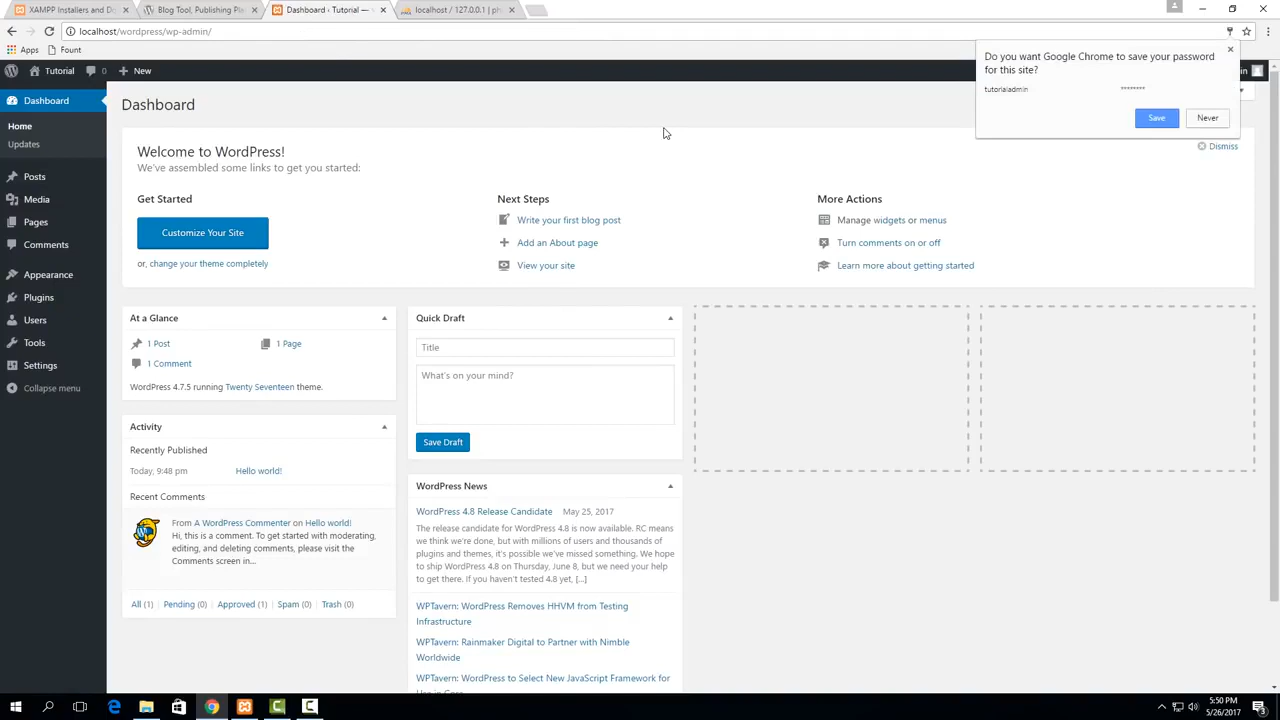 XAMPP Installers and Do
Blog Tool, Publishing Pla
Dashboard ‹ Tutorial — W
localhost / 127.0.0.1 | ph
localhost/wordpress/wp-admin/
Apps
Fount
Tutorial
0
New
in
Do you want Google Chrome to save your password
for this site?
tutorialadmin
********
Save
Never
Dashboard
Home
Updates
Posts
Media
Pages
Comments
Appearance
Plugins
Users
Tools
Settings
Collapse menu
Dashboard
Dismiss
Welcome to WordPress!
We've assembled some links to get you started:
Get Started
Customize Your Site
or, change your theme completely
Next Steps
Write your first blog post
Add an About page
View your site
More Actions
Manage widgets or menus
Turn comments on or off
Learn more about getting started
At a Glance
1 Post
1 Page
1 Comment
WordPress 4.7.5 running Twenty Seventeen theme.
Activity
Recently Published
Today, 9:48 pm
Hello world!
Recent Comments
From A WordPress Commenter on Hello world!
Hi, this is a comment. To get started with moderating,
editing, and deleting comments, please visit the
Comments screen in...
All (1)
Pending (0)
Approved (1)
Spam (0)
Trash (0)
Quick Draft
Title
What's on your mind?
Save Draft
WordPress News
WordPress 4.8 Release Candidate May 25, 2017
The release candidate for WordPress 4.8 is now available. RC means
we think we're done, but with millions of users and thousands of
plugins and themes, it's possible we've missed something. We hope
to ship WordPress 4.8 on Thursday, June 8, but we need your help
to get there. If you haven't tested 4.8 yet, [...]
WPTavern: WordPress Removes HHVM from Testing
Infrastructure
WPTavern: Rainmaker Digital to Partner with Nimble
Worldwide
WPTavern: WordPress to Select New JavaScript Framework for
5:50 PM
5/26/2017